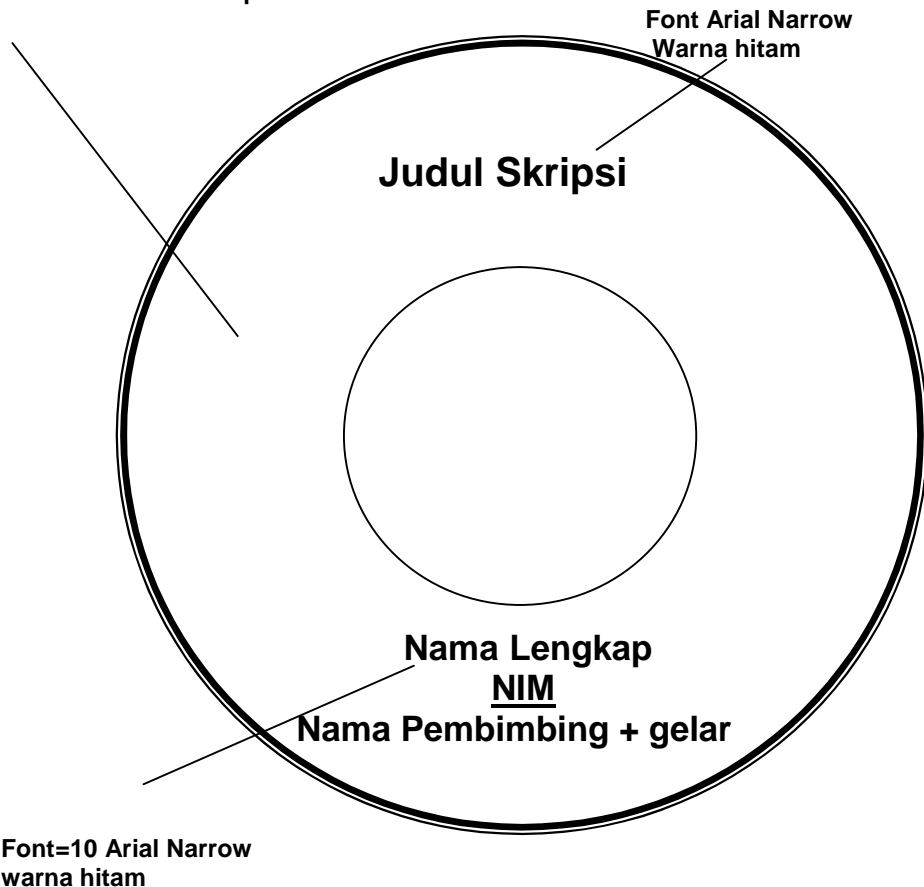 Font Arial Narrow
Warna hitam
Judul Skripsi
Nama Lengkap
NIM
Nama Pembimbing + gelar
Font=10 Arial Narrow
warna hitam